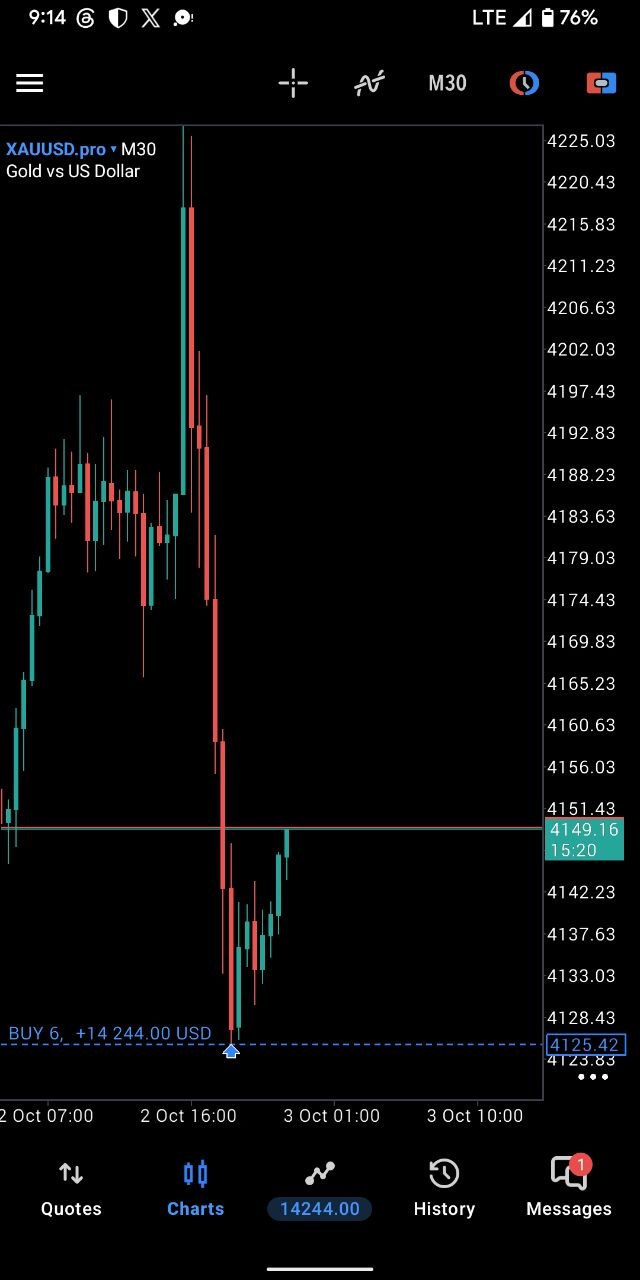 9:14
LTE 76%
M30
XAUUSD.pro M30
Gold vs US Dollar
4225.03
4220.43
4215.83
4211.23
4206.63
4202.03
4197.43
4192.83
4188.23
4183.63
4179.03
4174.43
4169.83
4165.23
4160.63
4156.03
4151.43
4149.16
15:20
4142.23
4137.63
4133.03
4128.43
BUY 6, +14 244.00 USD
4125.42
4123.83
2 Oct 07:00
2 Oct 16:00
3 Oct 01:00
3 Oct 10:00
1
Quotes
Charts
14244.00
History
Messages